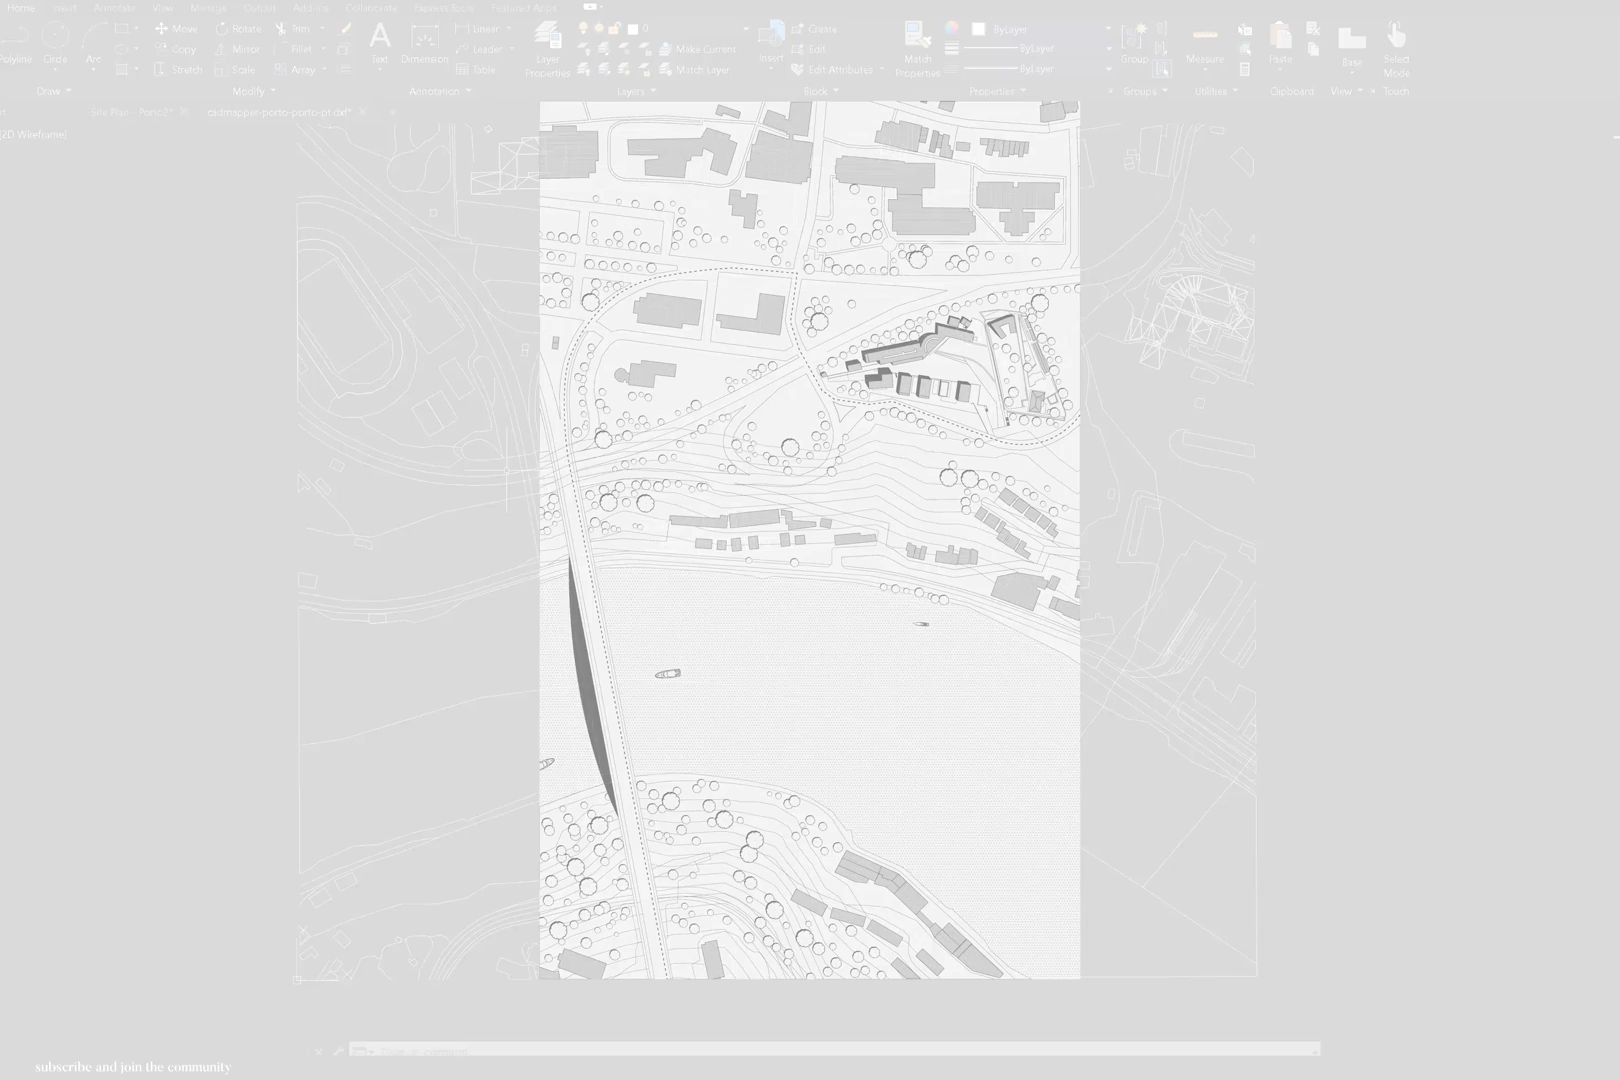 Home Insert Annotate View Manage Output Add-ins Collaborate Express Tools Featured Apps
Move Rotate Trim Linear 0 Create ByLayer
Polyline Circle Arc Copy Mirror Fillet Text Dimension Leader Layer Properties Make Current Insert Edit Match Properties ByLayer Group Measure Paste Base Select Mode
Stretch Scale Array Table Match Layer Edit Attributes ByLayer
Draw Modify Annotation Layers Block Properties Groups Utilities Clipboard View Touch
Site Plan - Porto2* cadmapper-porto-porto-pt.dxf*
2D Wireframe]
subscribe and join the community